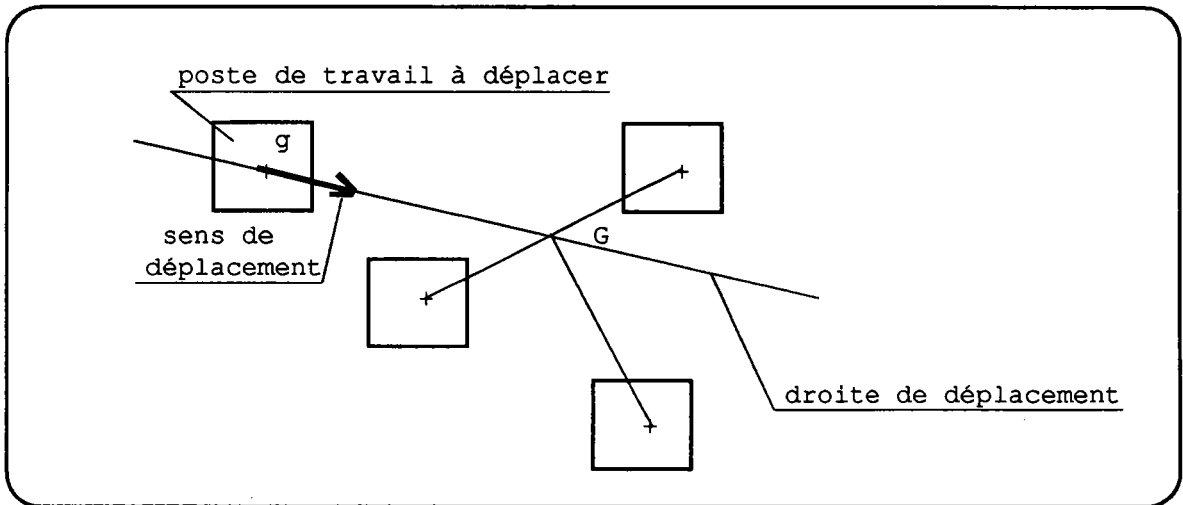 poste de travail à déplacer
g
sens de
déplacement
G
droite de déplacement